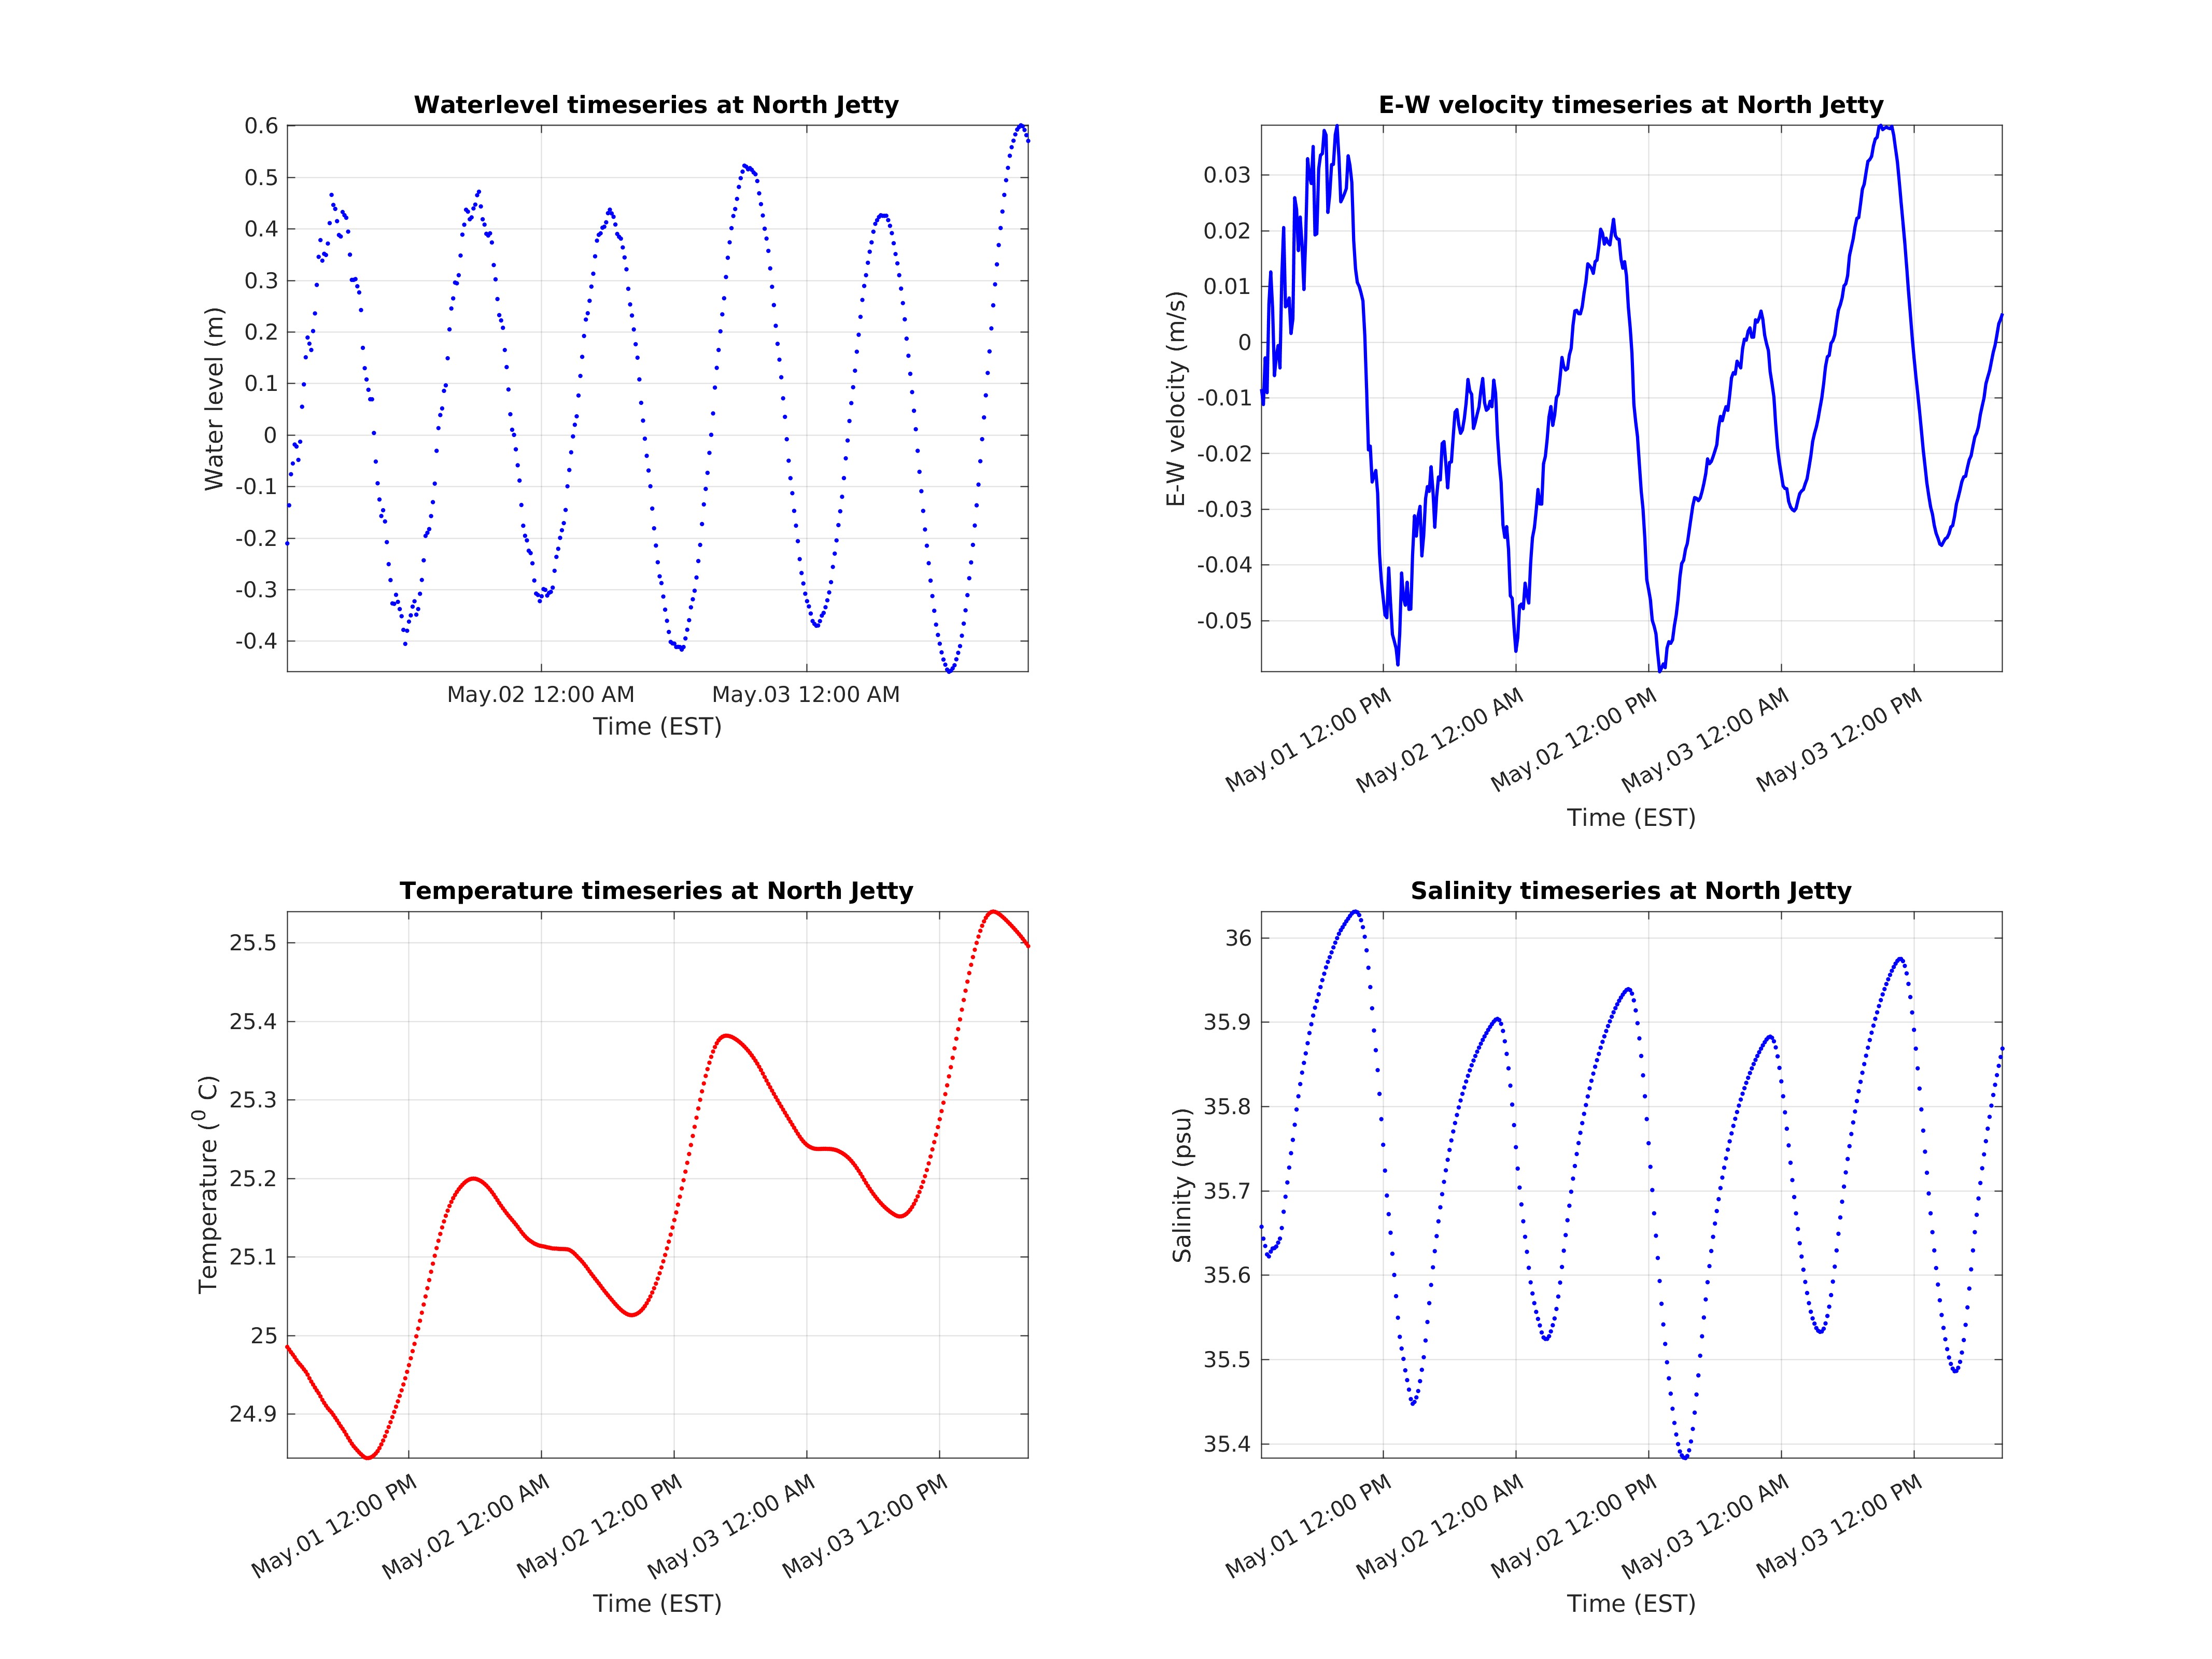 Waterlevel timeseries at North Jetty
0.6
0.5
0.4
0.3
0.2
0.1
0
-0.1
-0.2
-0.3
-0.4
Water level (m)
May.02 12:00 AM
May.03 12:00 AM
Time (EST)
E-W velocity timeseries at North Jetty
0.03
0.02
0.01
0
-0.01
-0.02
-0.03
-0.04
-0.05
E-W velocity (m/s)
May.01 12:00 PM
May.02 12:00 AM
May.02 12:00 PM
May.03 12:00 AM
May.03 12:00 PM
Time (EST)
Temperature timeseries at North Jetty
25.5
25.4
25.3
25.2
25.1
25
24.9
Temperature (⁰ C)
May.01 12:00 PM
May.02 12:00 AM
May.02 12:00 PM
May.03 12:00 AM
May.03 12:00 PM
Time (EST)
Salinity timeseries at North Jetty
36
35.9
35.8
35.7
35.6
35.5
35.4
Salinity (psu)
May.01 12:00 PM
May.02 12:00 AM
May.02 12:00 PM
May.03 12:00 AM
May.03 12:00 PM
Time (EST)